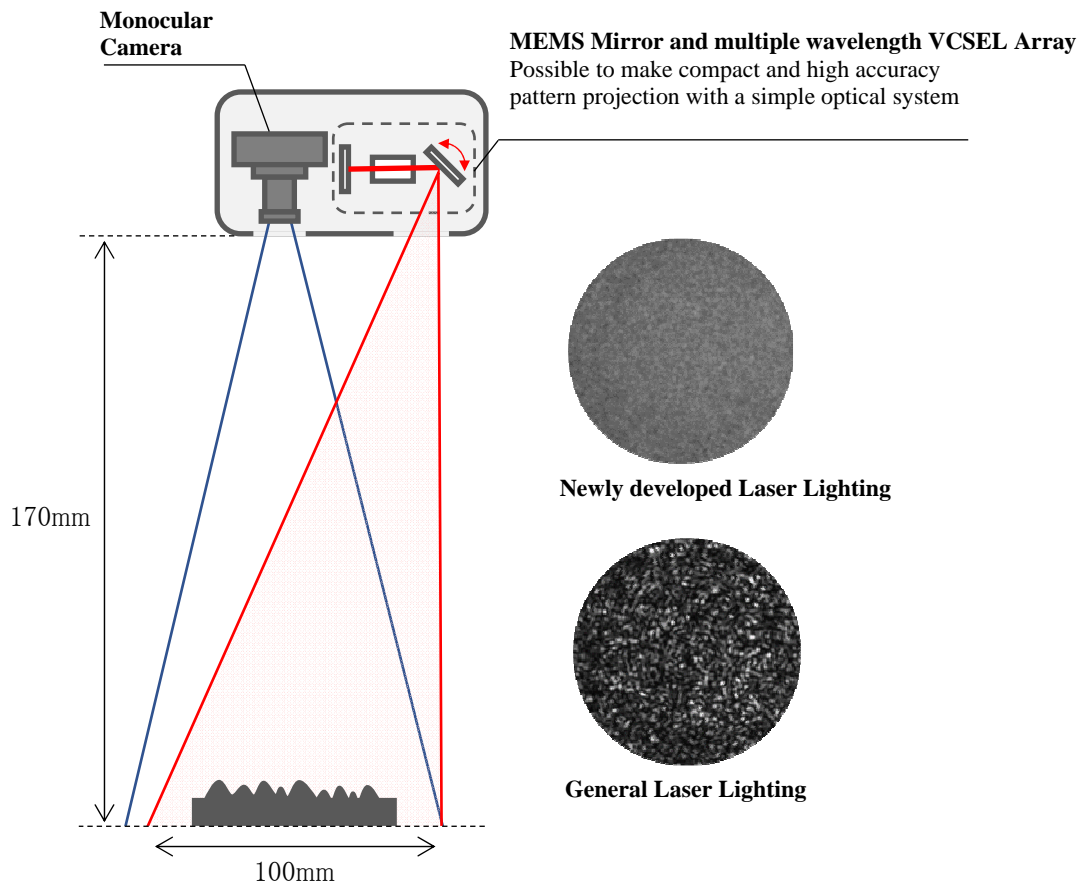 Monocular
Camera
MEMS Mirror and multiple wavelength VCSEL Array
Possible to make compact and high accuracy
pattern projection with a simple optical system
Newly developed Laser Lighting
170mm
General Laser Lighting
100mm